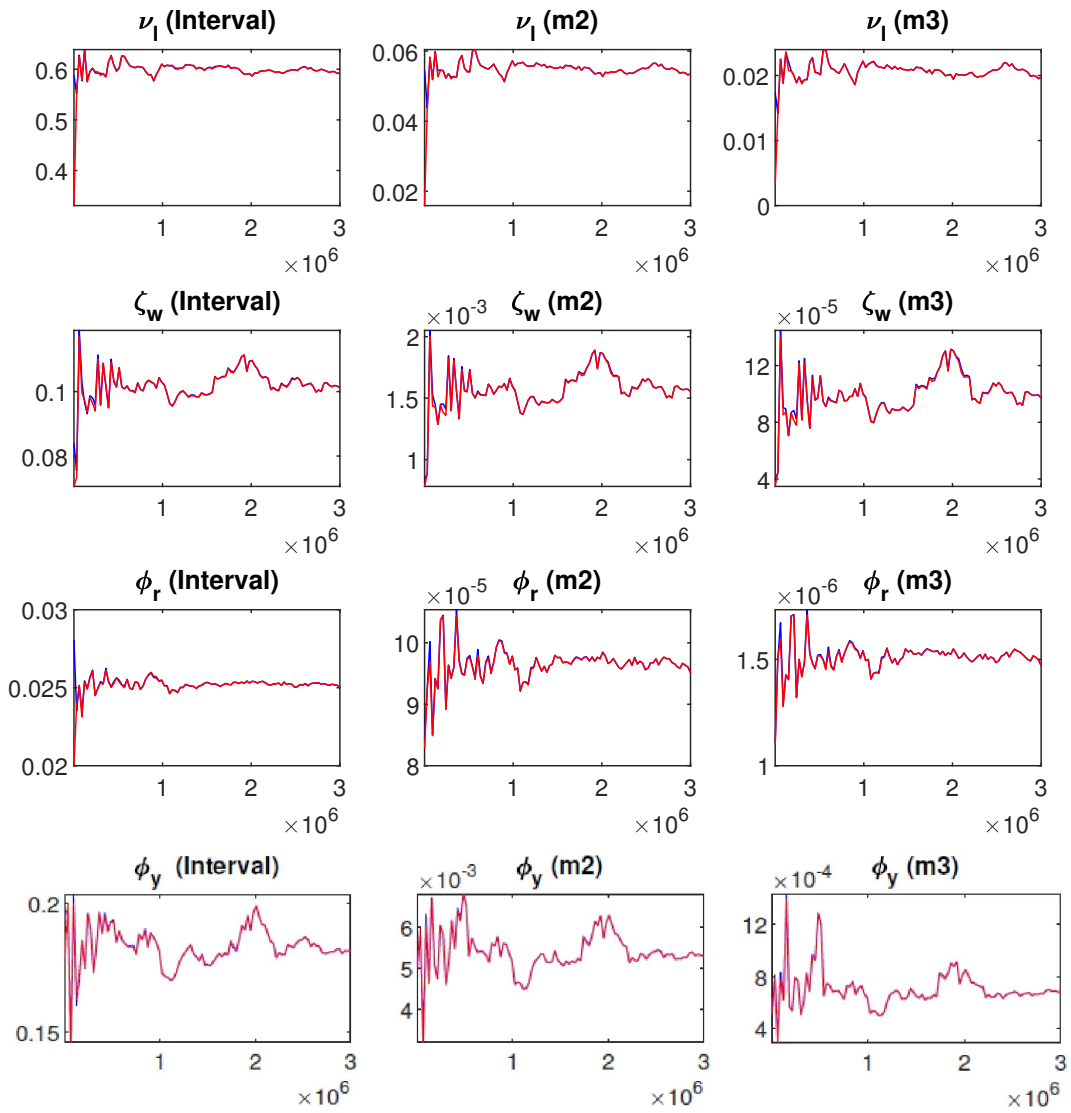 ν_l (Interval) ν_l (m2) ν_l (m3)
0.6 0.06 0.02
0.5 0.04 0.01
0.4 0.02 0
1 2 3 1 2 3 1 2 3
×10^6 ×10^6 ×10^6
ζ_w (Interval) ζ_w (m2) ζ_w (m3)
×10^-3 ×10^-5
0.1 2 12
0.08 1.5 8
1 4
1 2 3 1 2 3 1 2 3
×10^6 ×10^6 ×10^6
ϕ_r (Interval) ϕ_r (m2) ϕ_r (m3)
×10^-5 ×10^-6
0.03 10 1.5
0.025 9 1
0.02 8
1 2 3 1 2 3 1 2 3
×10^6 ×10^6 ×10^6
ϕ_y (Interval) ϕ_y (m2) ϕ_y (m3)
×10^-3 ×10^-4
0.2 6 12
0.15 5 8
4 4
1 2 3 1 2 3 1 2 3
×10^6 ×10^6 ×10^6